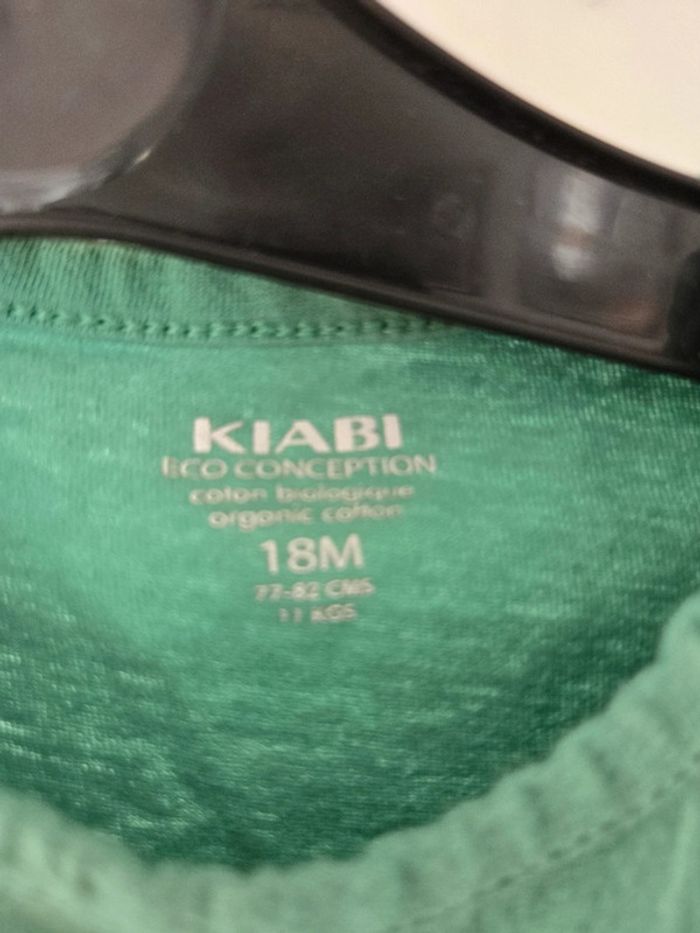 KIABI
ECO CONCEPTION
coton biologique
organic cotton
18M
77-82 CMS
11 KGS